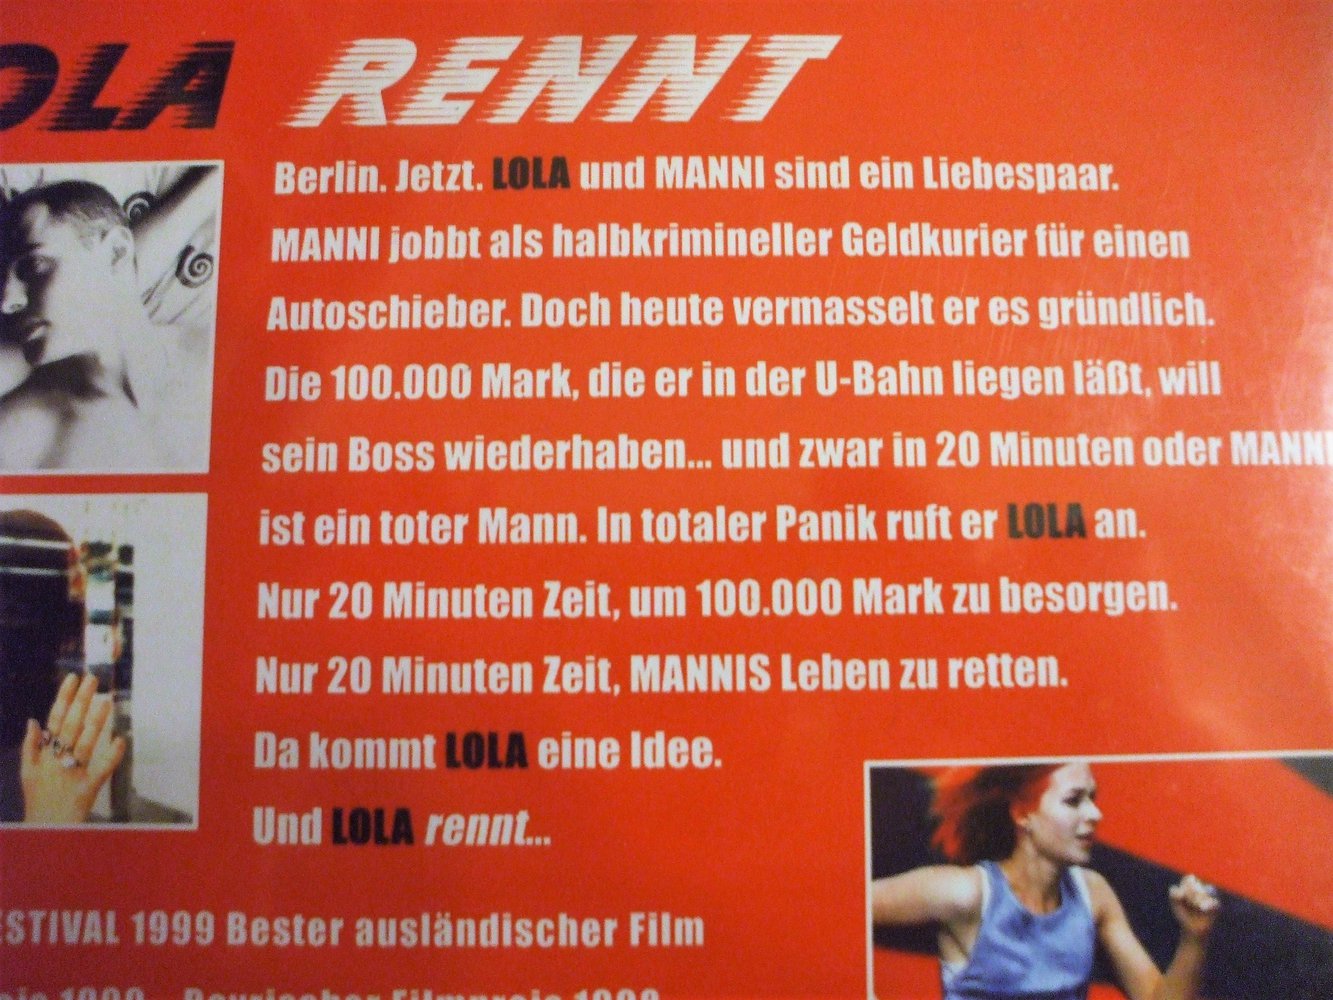 OLA RENNT
Berlin. Jetzt. LOLA und MANNI sind ein Liebespaar.
MANNI jobbt als halbkrimineller Geldkurier für einen
Autoschieber. Doch heute vermasselt er es gründlich.
Die 100.000 Mark, die er in der U-Bahn liegen läßt, will
sein Boss wiederhaben... und zwar in 20 Minuten oder MANNI
ist ein toter Mann. In totaler Panik ruft er LOLA an.
Nur 20 Minuten Zeit, um 100.000 Mark zu besorgen.
Nur 20 Minuten Zeit, MANNIS Leben zu retten.
Da kommt LOLA eine Idee.
Und LOLA rennt...
ESTIVAL 1999 Bester ausländischer Film
Bayrischer Filmpreis